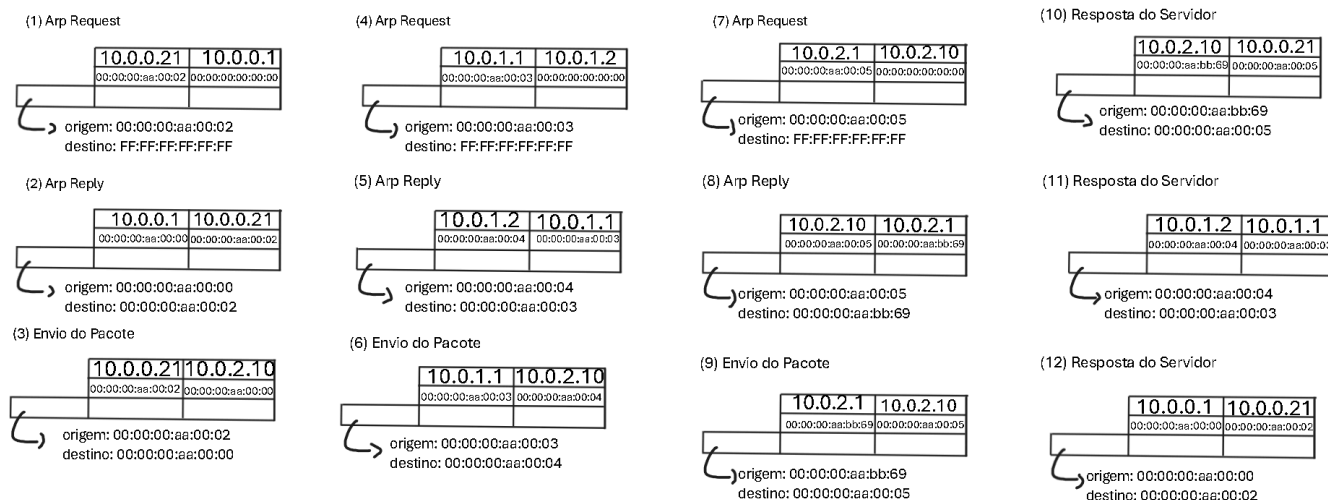 (1) Arp Request
10.0.0.21 10.0.0.1
00:00:00:aa:00:02 00:00:00:00:00:00
origem: 00:00:00:aa:00:02
destino: FF:FF:FF:FF:FF:FF
(2) Arp Reply
10.0.0.1 10.0.0.21
00:00:00:aa:00:00 00:00:00:aa:00:02
origem: 00:00:00:aa:00:00
destino: 00:00:00:aa:00:02
(3) Envio do Pacote
10.0.0.21 10.0.2.10
00:00:00:aa:00:02 00:00:00:aa:00:00
origem: 00:00:00:aa:00:02
destino: 00:00:00:aa:00:00
(4) Arp Request
10.0.1.1 10.0.1.2
00:00:00:aa:00:03 00:00:00:00:00:00
origem: 00:00:00:aa:00:03
destino: FF:FF:FF:FF:FF:FF
(5) Arp Reply
10.0.1.2 10.0.1.1
00:00:00:aa:00:04 00:00:00:aa:00:03
origem: 00:00:00:aa:00:04
destino: 00:00:00:aa:00:03
(6) Envio do Pacote
10.0.1.1 10.0.2.10
00:00:00:aa:00:03 00:00:00:aa:00:04
origem: 00:00:00:aa:00:03
destino: 00:00:00:aa:00:04
(7) Arp Request
10.0.2.1 10.0.2.10
00:00:00:aa:00:05 00:00:00:00:00:00
origem: 00:00:00:aa:00:05
destino: FF:FF:FF:FF:FF:FF
(8) Arp Reply
10.0.2.10 10.0.2.1
00:00:00:aa:00:05 00:00:00:aa:bb:69
origem: 00:00:00:aa:00:05
destino: 00:00:00:aa:bb:69
(9) Envio do Pacote
10.0.2.1 10.0.2.10
00:00:00:aa:bb:69 00:00:00:aa:00:05
origem: 00:00:00:aa:bb:69
destino: 00:00:00:aa:00:05
(10) Resposta do Servidor
10.0.2.10 10.0.0.21
00:00:00:aa:bb:69 00:00:00:aa:00:05
origem: 00:00:00:aa:bb:69
destino: 00:00:00:aa:00:05
(11) Resposta do Servidor
10.0.1.2 10.0.1.1
00:00:00:aa:00:04 00:00:00:aa:00:03
origem: 00:00:00:aa:00:04
destino: 00:00:00:aa:00:03
(12) Resposta do Servidor
10.0.0.1 10.0.0.21
00:00:00:aa:00:00 00:00:00:aa:00:02
origem: 00:00:00:aa:00:00
destino: 00:00:00:aa:00:02